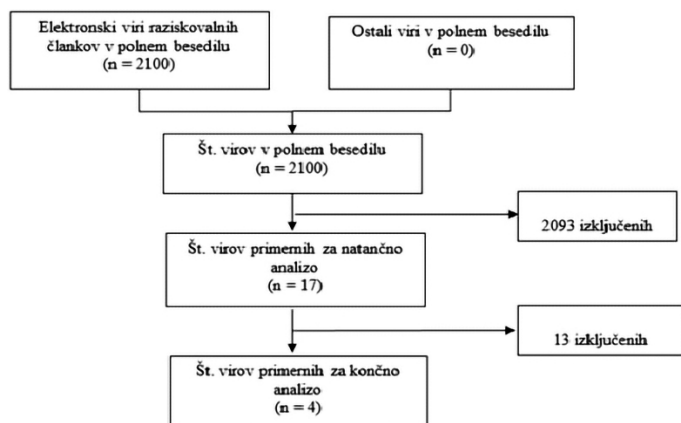 Elektronski viri raziskovalnih
člankov v polnem besedilu
(n = 2100)
Ostali viri v polnem besedilu
(n = 0)
Št. virov v polnem besedilu
(n = 2100)
2093 izključenih
Št. virov primernih za natančno
analizo
(n = 17)
13 izključenih
Št. virov primernih za končno
analizo
(n = 4)